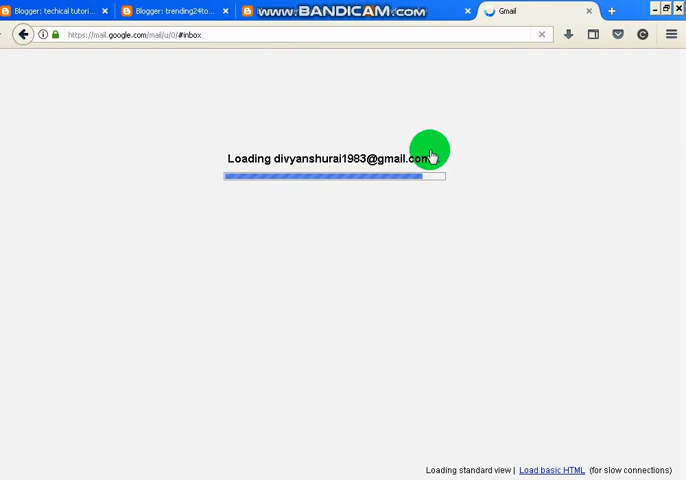 Blogger: techical tutori...
Blogger: trending24to...
www.BANDICAM.com
Gmail
https://mail.google.com/mail/u/0/#inbox
Loading divyanshurai1983@gmail.com
Loading standard view | Load basic HTML (for slow connections)